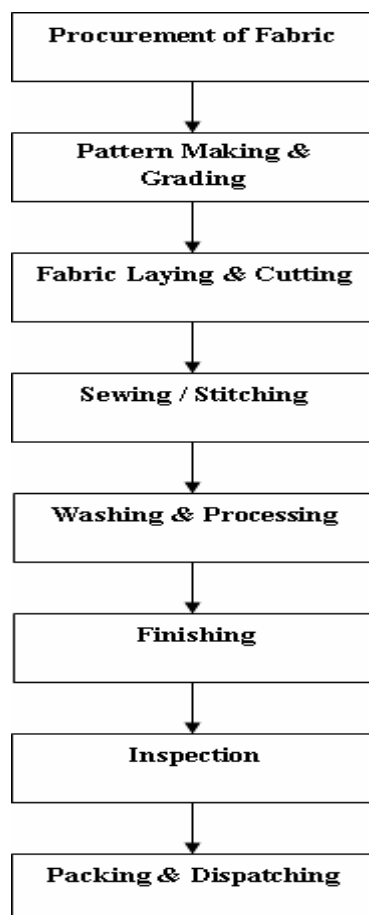 Procurement of Fabric
Pattern Making &
Grading
Fabric Laying & Cutting
Sewing / Stitching
Washing & Processing
Finishing
Inspection
Packing & Dispatching